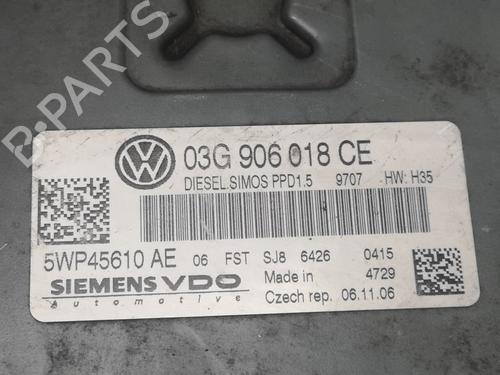 B-PARTS
VW 03G 906 018 CE
DIESEL.SIMOS PPD1.5 9707 HW: H35
5WP45610 AE 06 FST SJ8 6426 0415
SIEMENS VDO Made in 4729
Automotive Czech rep. 06.11.06